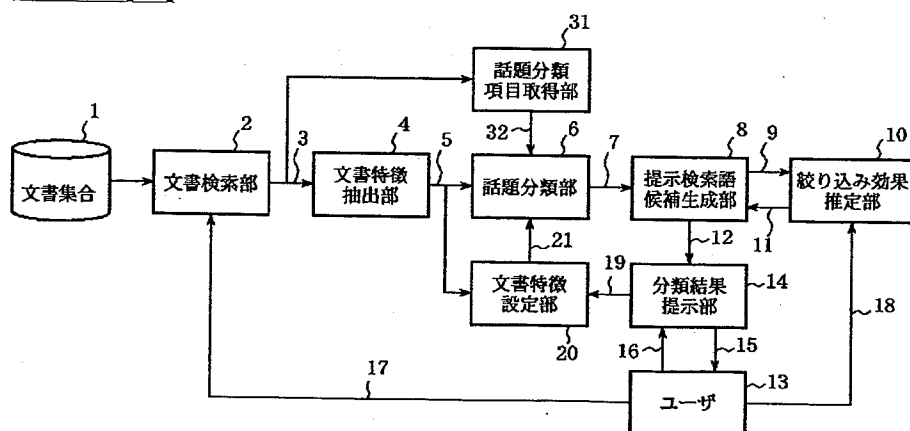 31
話題分類
項目取得部
1
2
4
32
6
8
10
3
5
7
9
文書集合
文書検索部
文書特徴
抽出部
話題分類部
提示検索語
候補生成部
絞り込み効果
推定部
11
12
21
19
14
文書特徴
設定部
分類結果
提示部
18
20
16
15
17
13
ユーザ